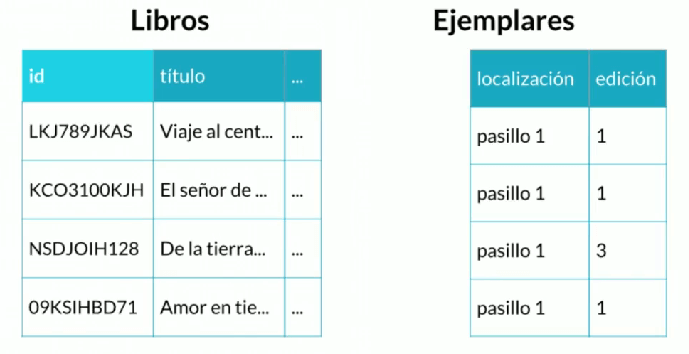 Libros
Ejemplares
id título ...
LKJ789JKAS Viaje al cent... ...
KCO3100KJH El señor de ... ...
NSDJOIH128 De la tierra... ...
09KSIHBD71 Amor en tie... ...
localización edición
pasillo 1 1
pasillo 1 1
pasillo 1 3
pasillo 1 1